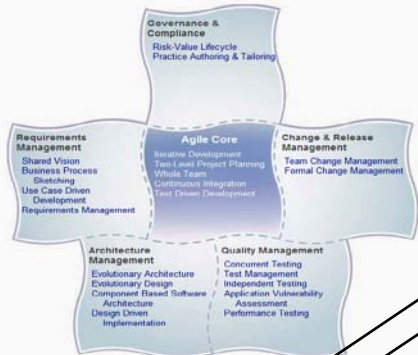 Governance &
Compliance
Risk-Value Lifecycle
Practice Authoring & Tailoring
Requirements
Management
Shared Vision
Business Process
Sketching
Use Case Driven
Development
Requirements Management
Agile Core
Iterative Development
Two-Level Project Planning
Whole Team
Continuous Integration
Test Driven Development
Change & Release
Management
Team Change Management
Formal Change Management
Architecture
Management
Evolutionary Architecture
Evolutionary Design
Component Based Software
Architecture
Design Driven
Implementation
Quality Management
Concurrent Testing
Test Management
Independent Testing
Application Vulnerability
Assessment
Performance Testing